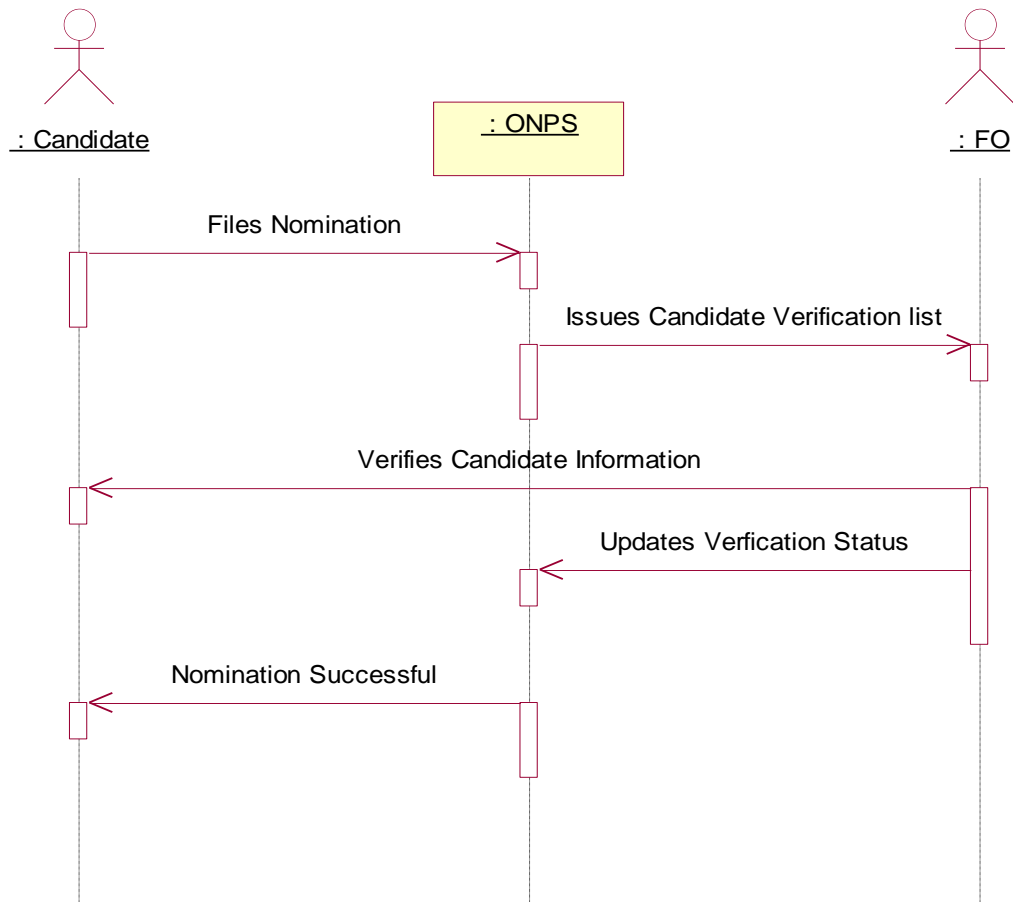 : Candidate
: ONPS
: FO
Files Nomination
Issues Candidate Verification list
Verifies Candidate Information
Updates Verfication Status
Nomination Successful